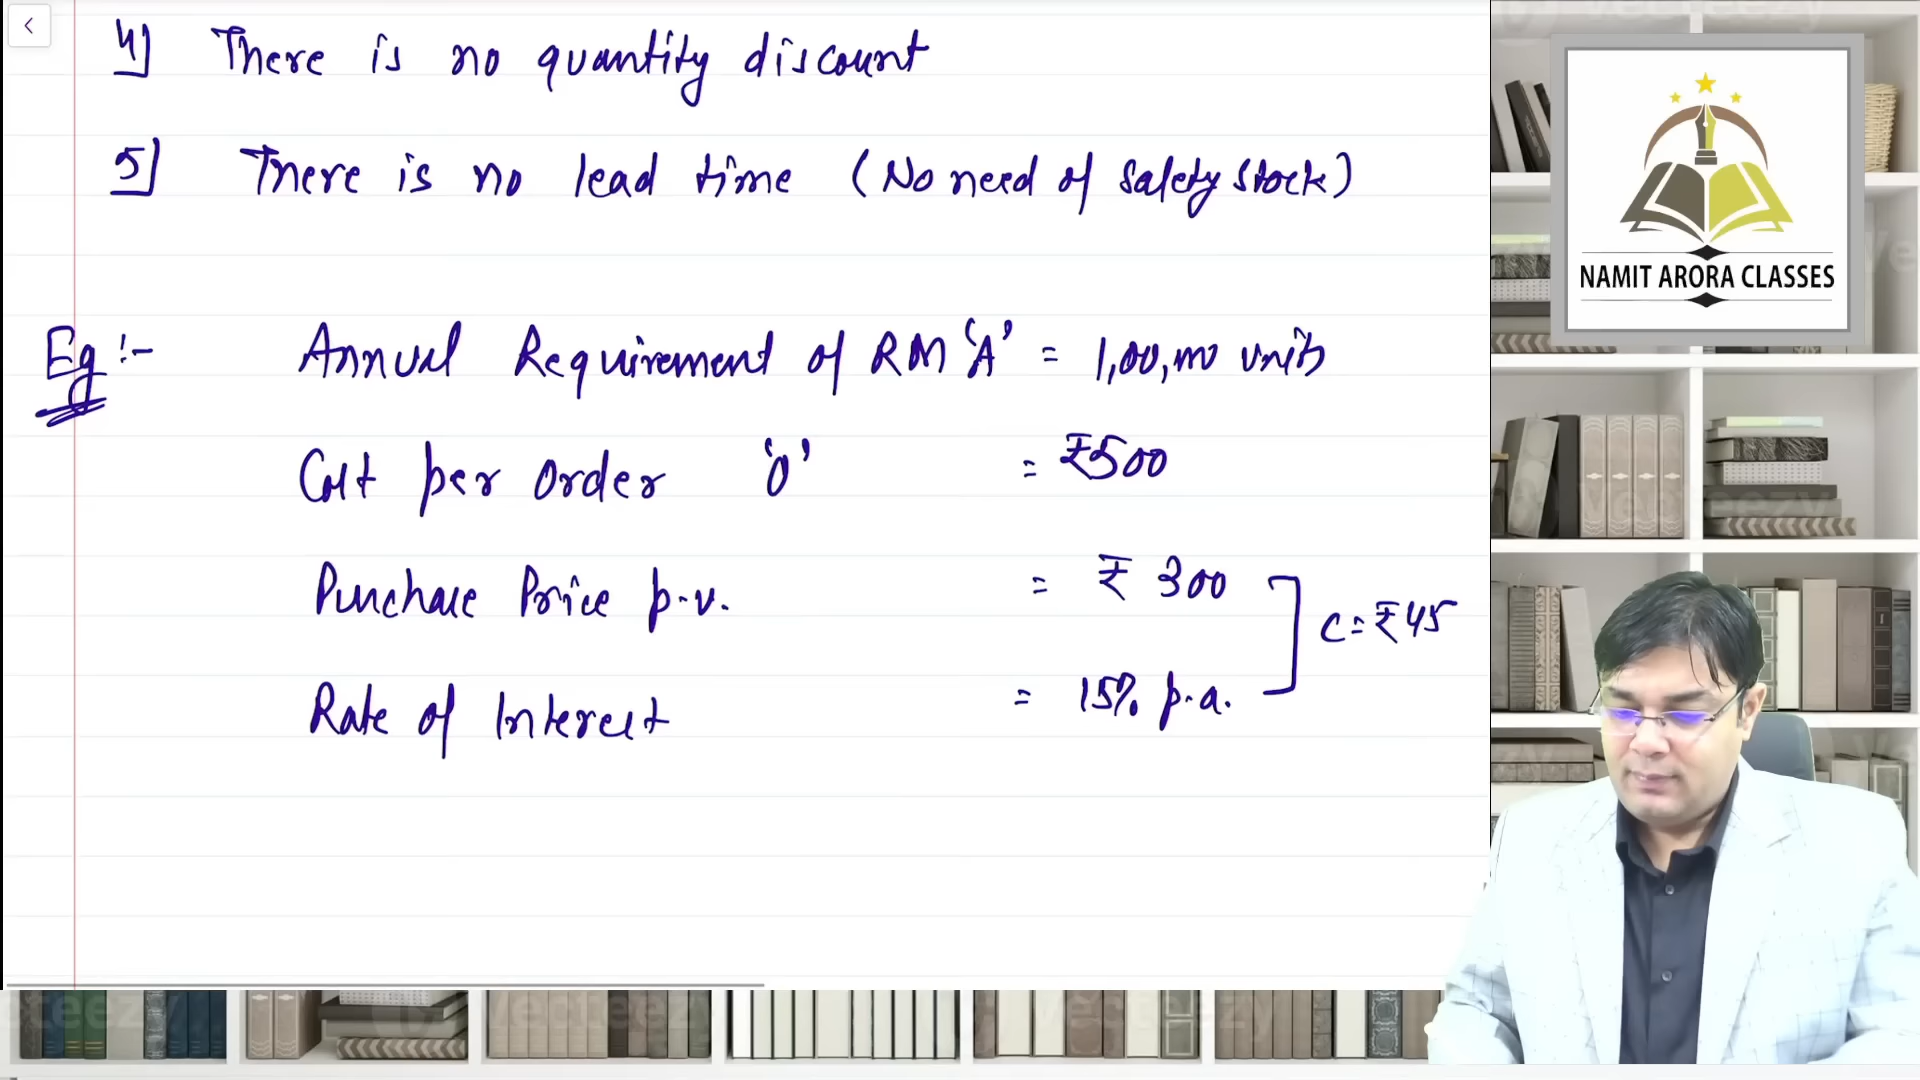 4] There is no quantity discount
5] There is no lead time (No need of Safety Stock)
Eg:- Annual Requirement of RM 'A' = 1,00,000 units
Cost per order 'O' = ₹500
Purchase Price p.u. = ₹ 300
C = ₹45
Rate of Interest = 15% p.a.
NAMIT ARORA CLASSES